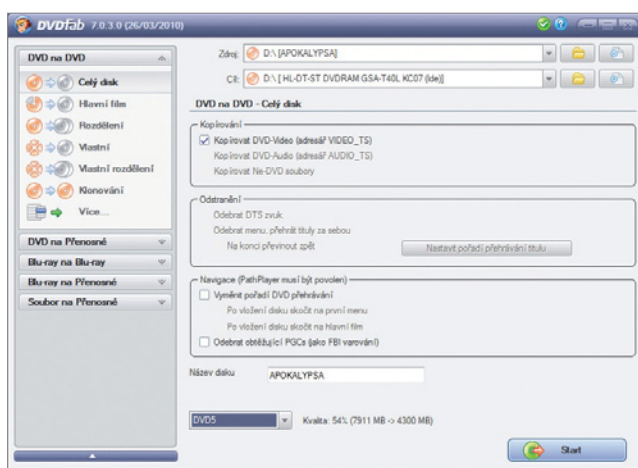 DVDfab 7.0.3.0 (26/03/2010)
DVD na DVD
Celý disk
Hlavní film
Rozdělení
Vlastní
Vlastní rozdělení
Klonování
Více...
DVD na Přenosné
Blu-ray na Blu-ray
Blu-ray na Přenosné
Soubor na Přenosné
Zdroj: D:\ [APOKALYPSA]
Cíl: D:\ [ HL-DT-ST DVDRAM GSA-T40L KC07 (Ide)]
DVD na DVD - Celý disk
Kopírování
Kopírovat DVD-Video (adresář VIDEO_TS)
Kopírovat DVD-Audio (adresář AUDIO_TS)
Kopírovat Ne-DVD soubory
Odstranění
Odebrat DTS zvuk
Odebrat menu, přehrát tituly za sebou
Na konci převinout zpět
Nastavit pořadí přehrávání titulu
Navigace (PathPlayer musí být povolen)
Vyměnit pořadí DVD přehrávání
Po vložení disku skočit na první menu
Po vložení disku skočit na hlavní film
Odebrat obtěžující PGCs (jako FBI varování)
Název disku APOKALYPSA
DVD5 Kvalita: 54% (7911 MB -> 4300 MB)
Start